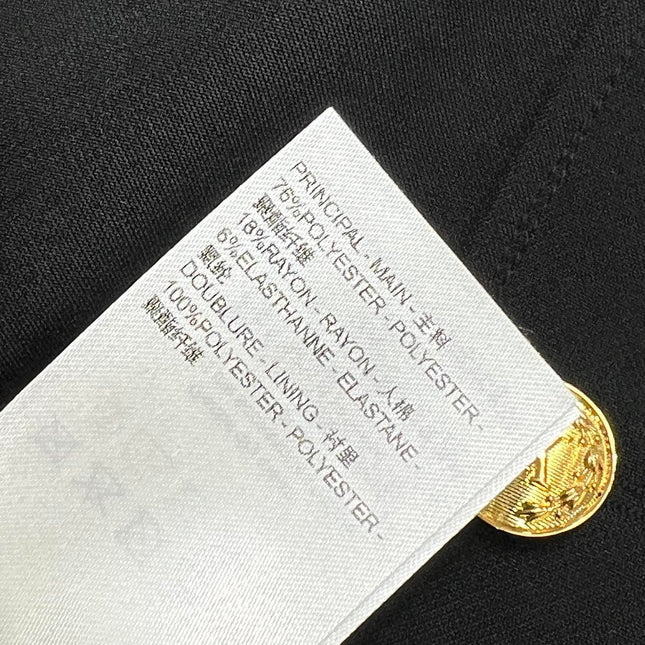 PRINCIPAL - MAIN - 主料
76%POLYESTER - POLYESTER -
聚酯纤维
18%RAYON - RAYON - 人棉
6%ELASTHANNE - ELASTANE -
氨纶
DOUBLURE - LINING - 衬里
100%POLYESTER - POLYESTER -
聚酯纤维